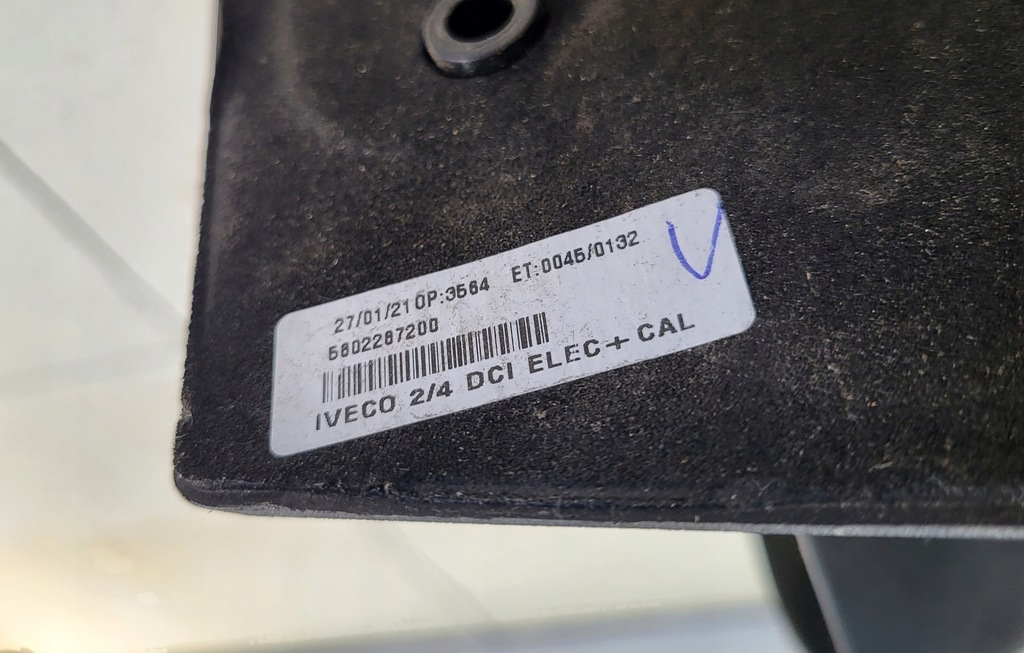 27/01/21 OP:3564 ET:0045/0132
5802287200
IVECO 2/4 DCI ELEC+ CAL
V